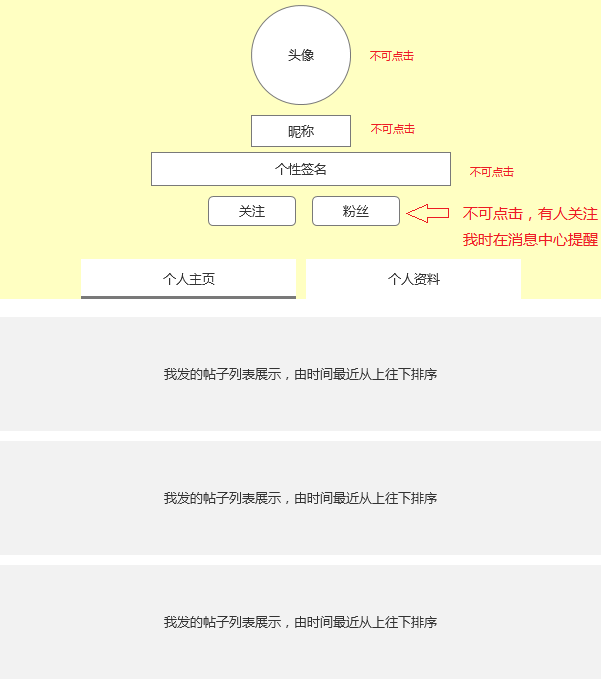 头像
不可点击
昵称
不可点击
个性签名
不可点击
关注
粉丝
不可点击，有人关注
我时在消息中心提醒
个人主页
个人资料
我发的帖子列表展示，由时间最近从上往下排序
我发的帖子列表展示，由时间最近从上往下排序
我发的帖子列表展示，由时间最近从上往下排序